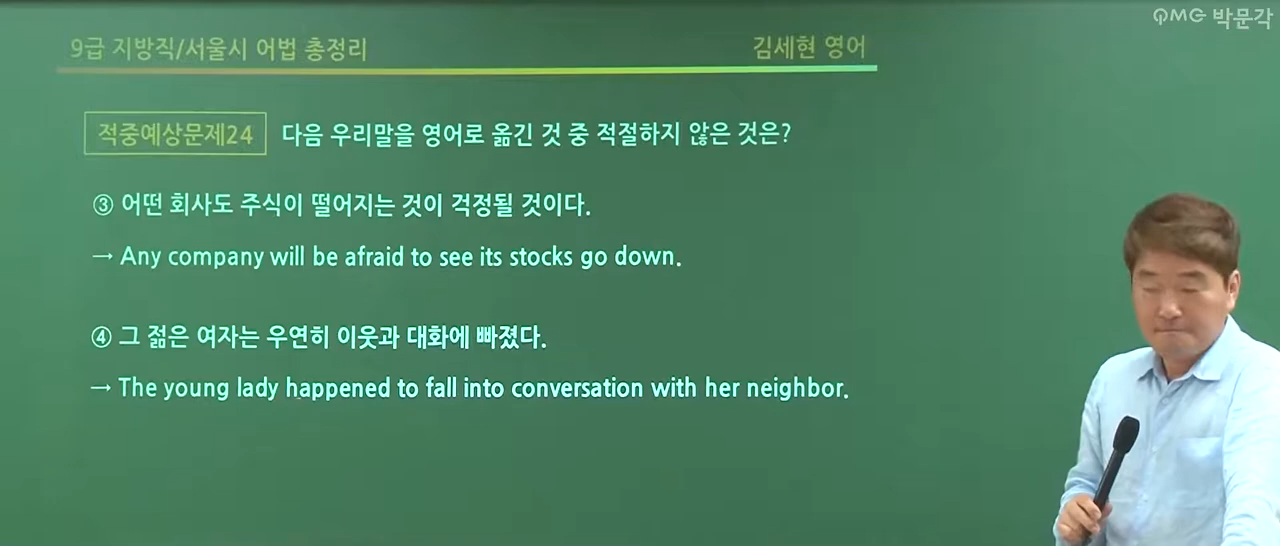 PMG 박문각
9급 지방직/서울시 어법 총정리
김세현 영어
적중예상문제24 다음 우리말을 영어로 옮긴 것 중 적절하지 않은 것은?
③ 어떤 회사도 주식이 떨어지는 것이 걱정될 것이다.
→ Any company will be afraid to see its stocks go down.
④ 그 젊은 여자는 우연히 이웃과 대화에 빠졌다.
→ The young lady happened to fall into conversation with her neighbor.